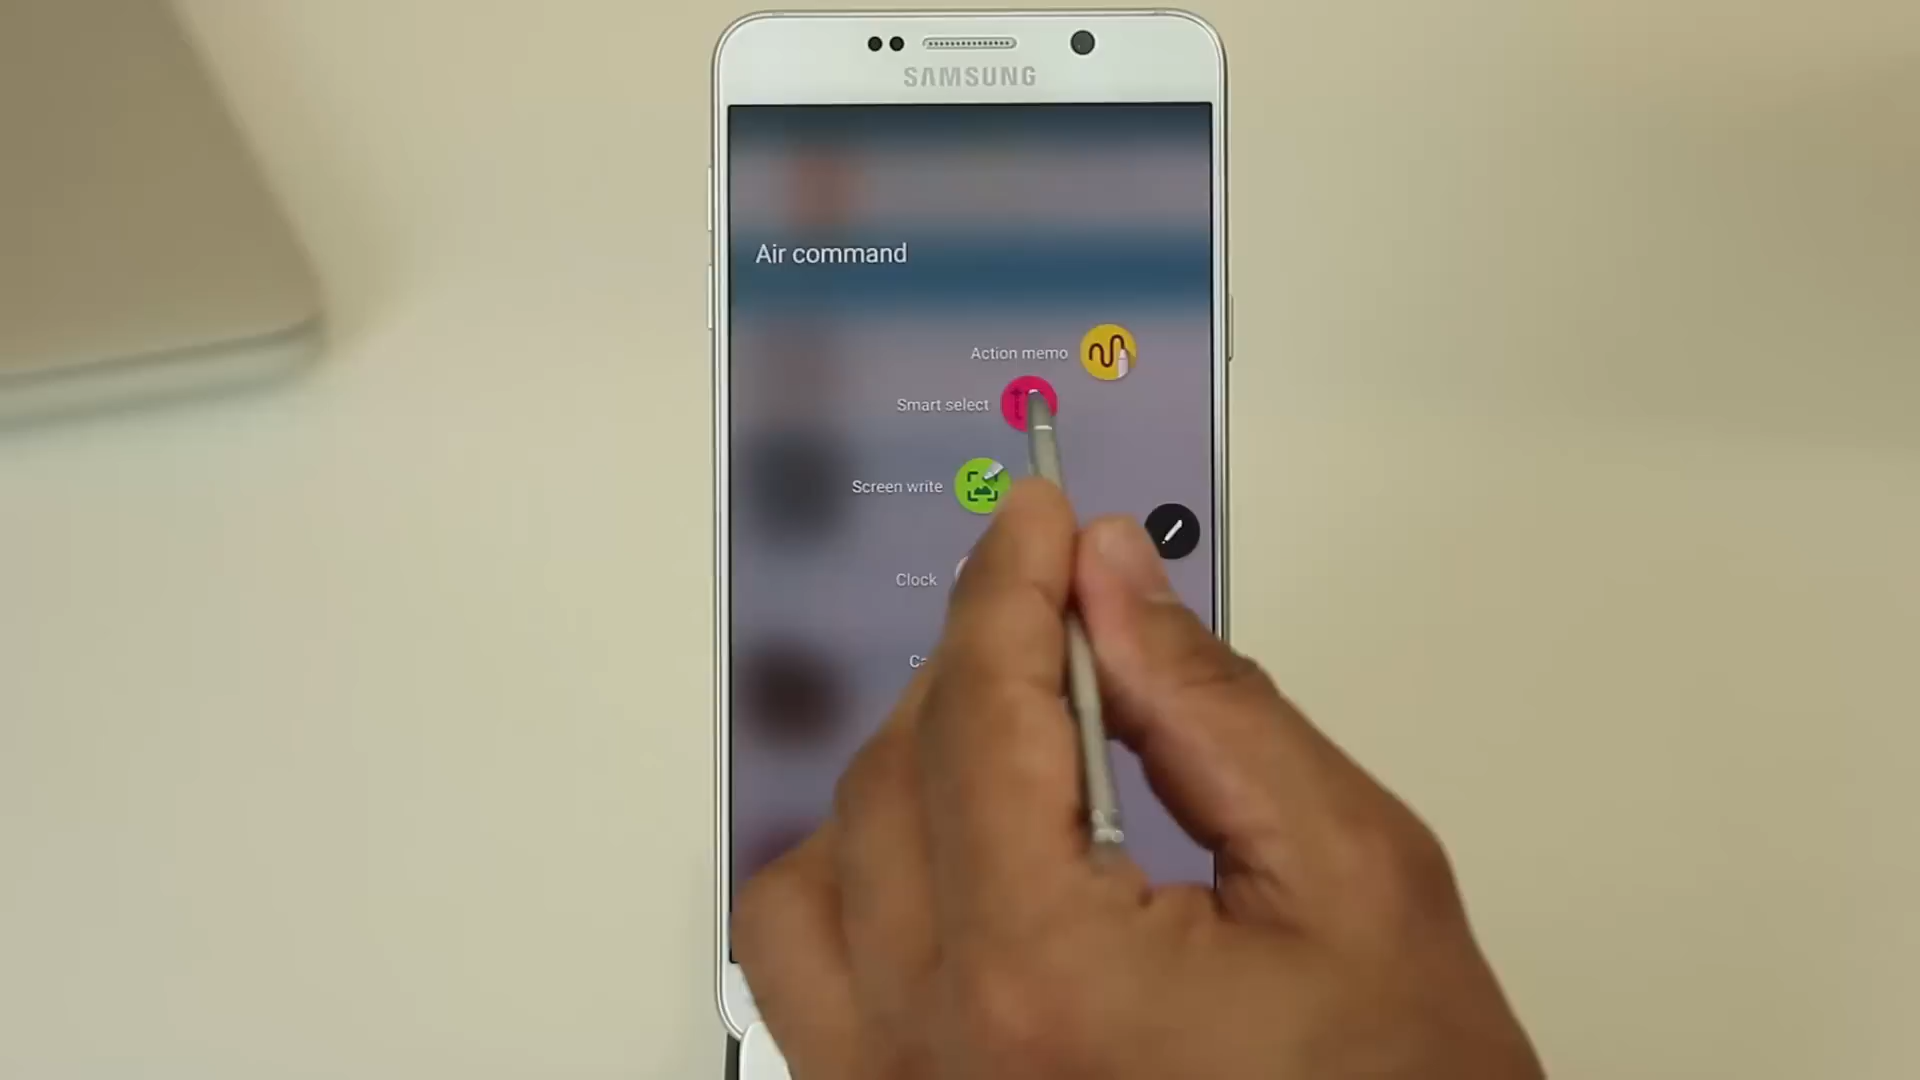 SAMSUNG
Air command
Action memo
Smart select
Screen write
Clock